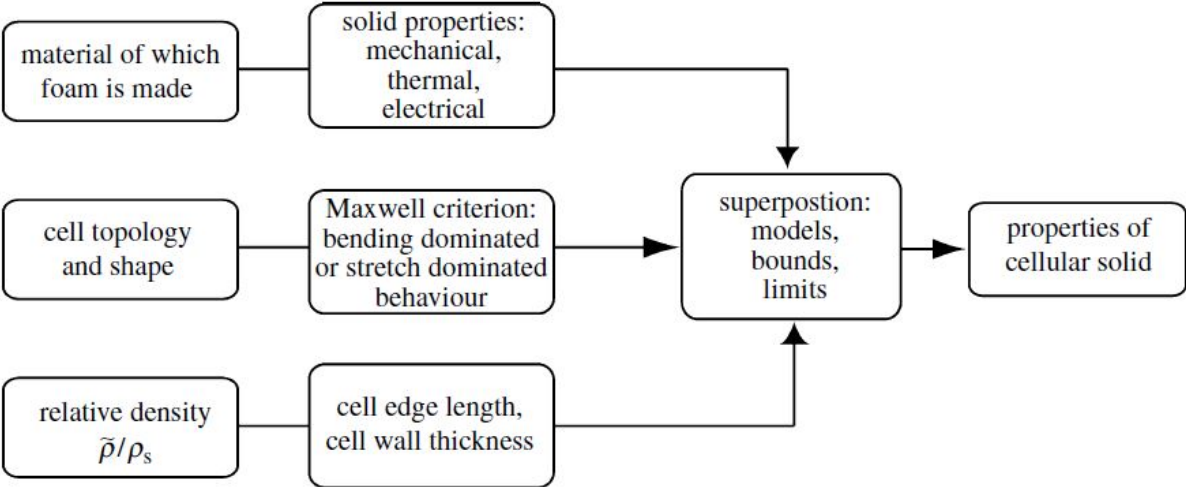 material of which
foam is made
solid properties:
mechanical,
thermal,
electrical
cell topology
and shape
Maxwell criterion:
bending dominated
or stretch dominated
behaviour
superpostion:
models,
bounds,
limits
properties of
cellular solid
relative density
ρ̃/ρₛ
cell edge length,
cell wall thickness